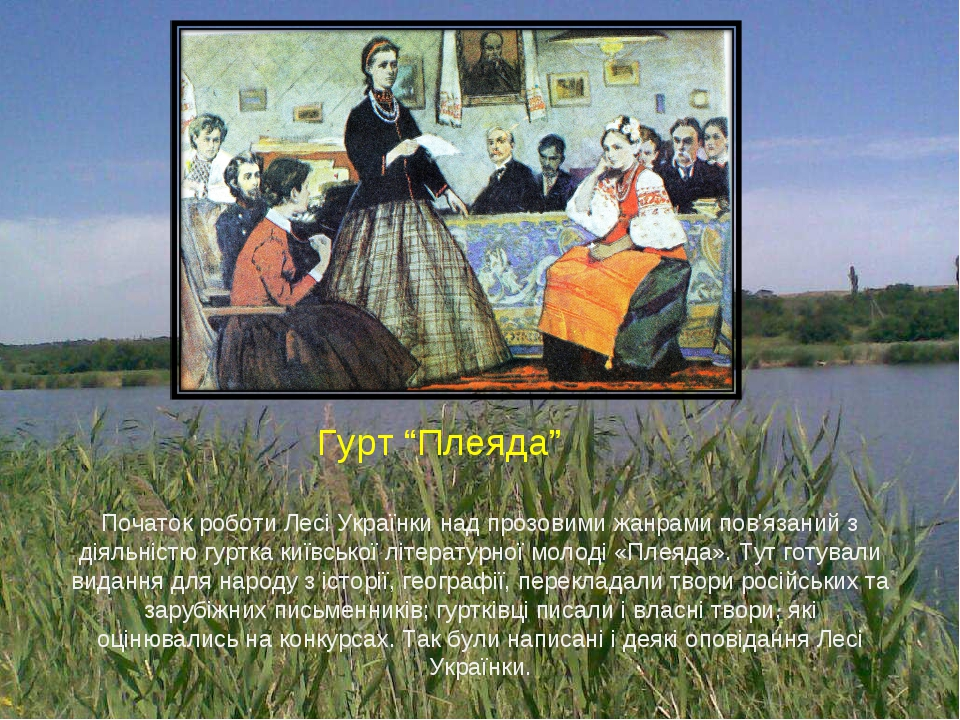 Гурт “Плеяда”
Початок роботи Лесі Українки над прозовими жанрами пов'язаний з
діяльністю гуртка київської літературної молоді «Плеяда». Тут готували
видання для народу з історії, географії, перекладали твори російських та
зарубіжних письменників; гуртківці писали і власні твори, які
оцінювались на конкурсах. Так були написані і деякі оповідання Лесі
Українки.